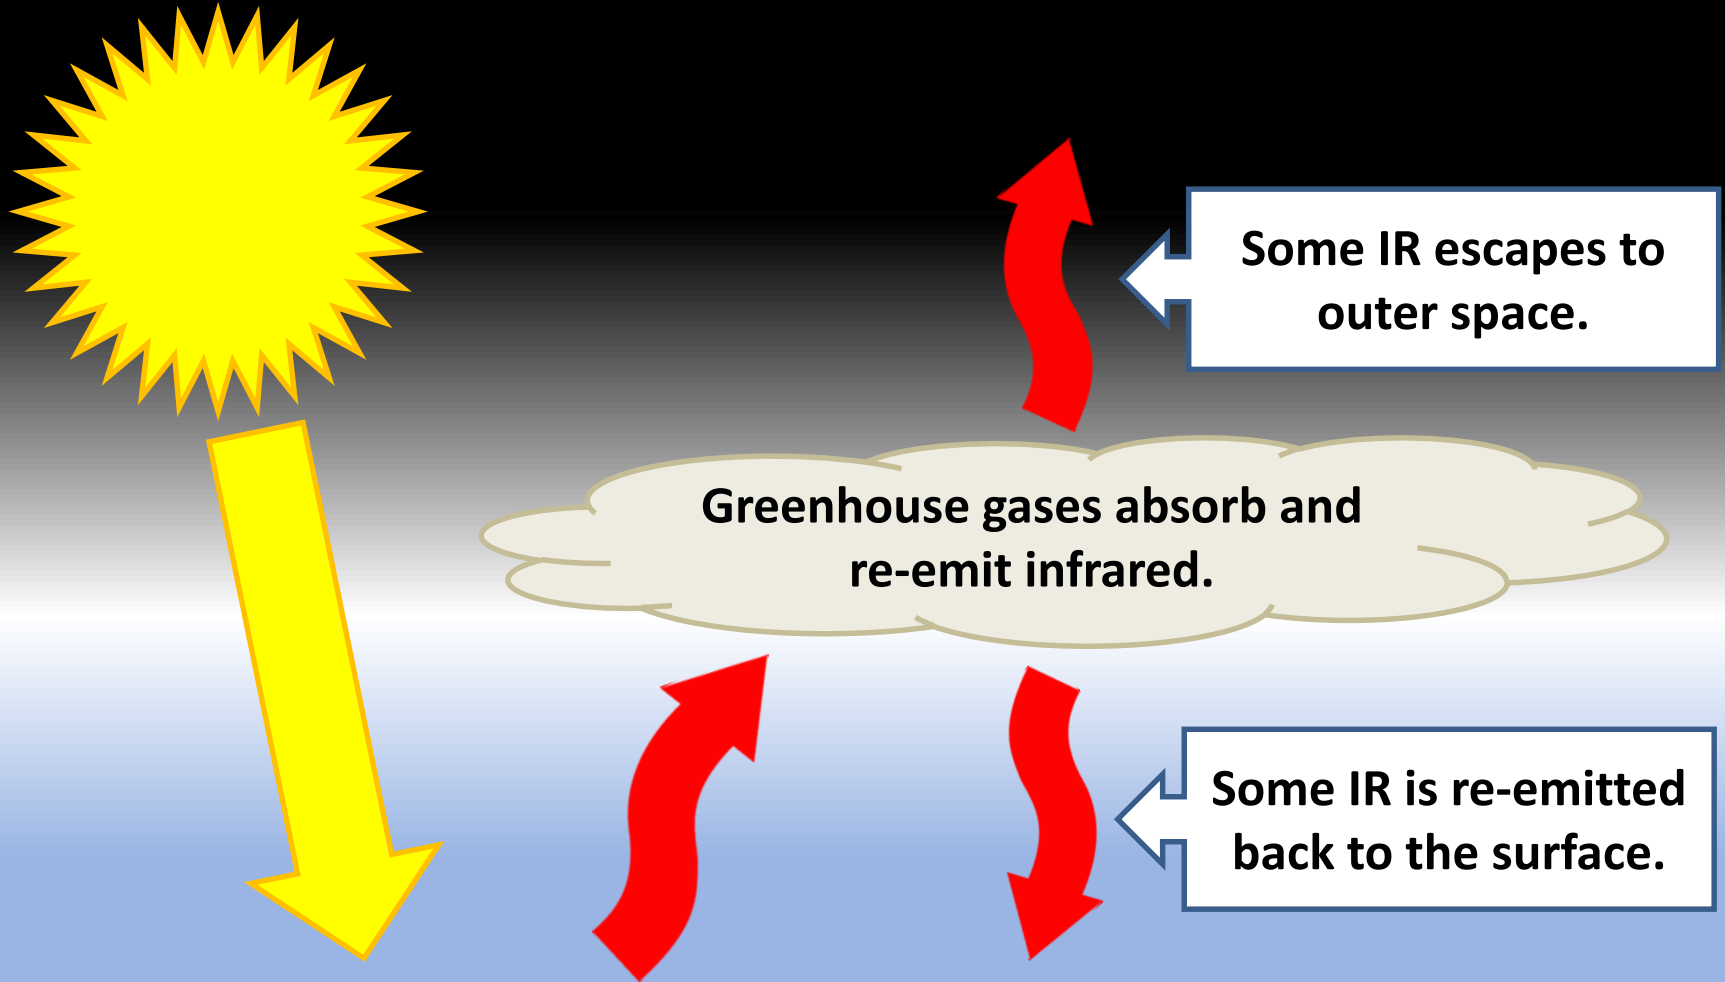 Some IR escapes to
outer space.
Greenhouse gases absorb and
re-emit infrared.
Some IR is re-emitted
back to the surface.